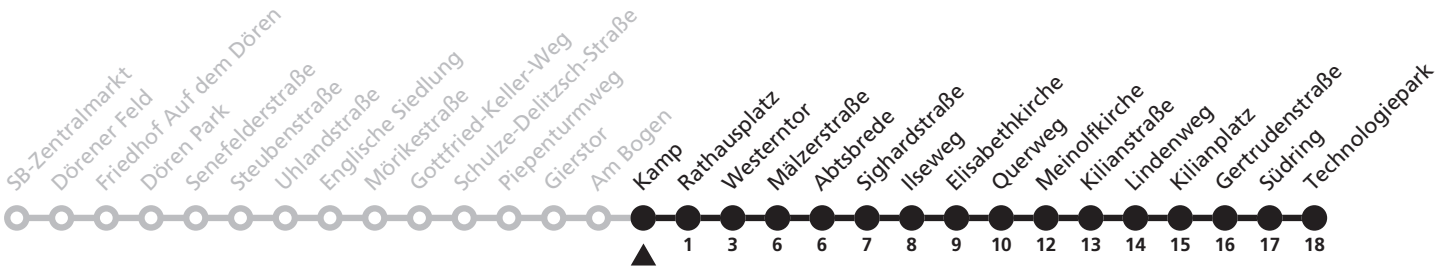 SB-Zentralmarkt
Dörener Feld
Friedhof Auf dem Dören
Dören Park
Senefelderstraße
Steubenstraße
Uhlandstraße
Englische Siedlung
Mörikestraße
Gottfried-Keller-Weg
Schulze-Delitzsch-Straße
Piepenturmweg
Gierstor
Am Bogen
Kamp
Rathausplatz
Westerntor
Mälzerstraße
Abtsbrede
Sighardstraße
Ilseweg
Elisabethkirche
Querweg
Meinolfkirche
Kilianstraße
Lindenweg
Kilianplatz
Gertrudenstraße
Südring
Technologiepark
1 3 6 6 7 8 9 10 12 13 14 15 16 17 18